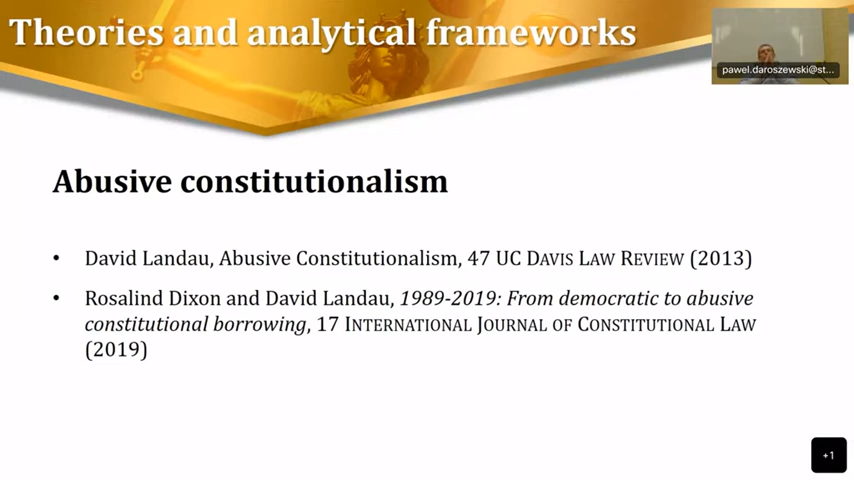 Theories and analytical frameworks
pawel.daroszewski@st...
Abusive constitutionalism
• David Landau, Abusive Constitutionalism, 47 UC DAVIS LAW REVIEW (2013)
• Rosalind Dixon and David Landau, 1989-2019: From democratic to abusive
constitutional borrowing, 17 INTERNATIONAL JOURNAL OF CONSTITUTIONAL LAW
(2019)
+1